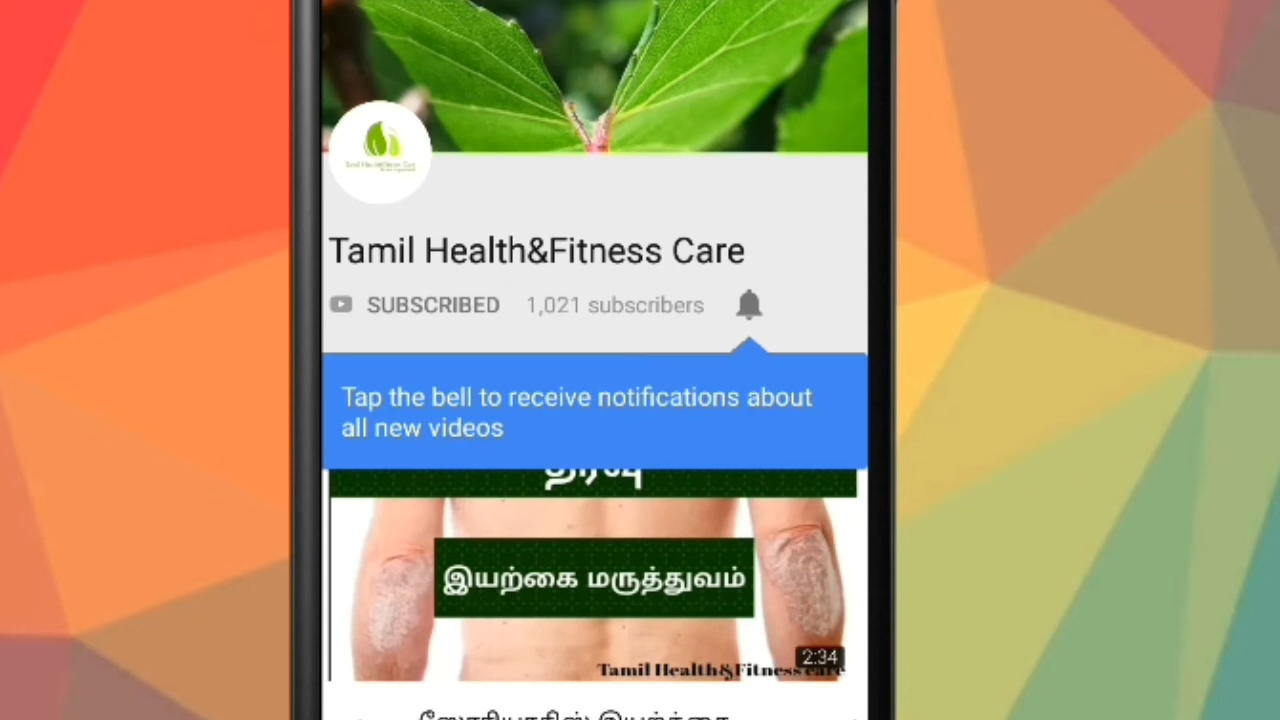 Tamil Health&Fitness Care
SUBSCRIBED 1,021 subscribers
Tap the bell to receive notifications about
all new videos
தீர்வு
இயற்கை மருத்துவம்
2:34
Tamil Health&Fitness care